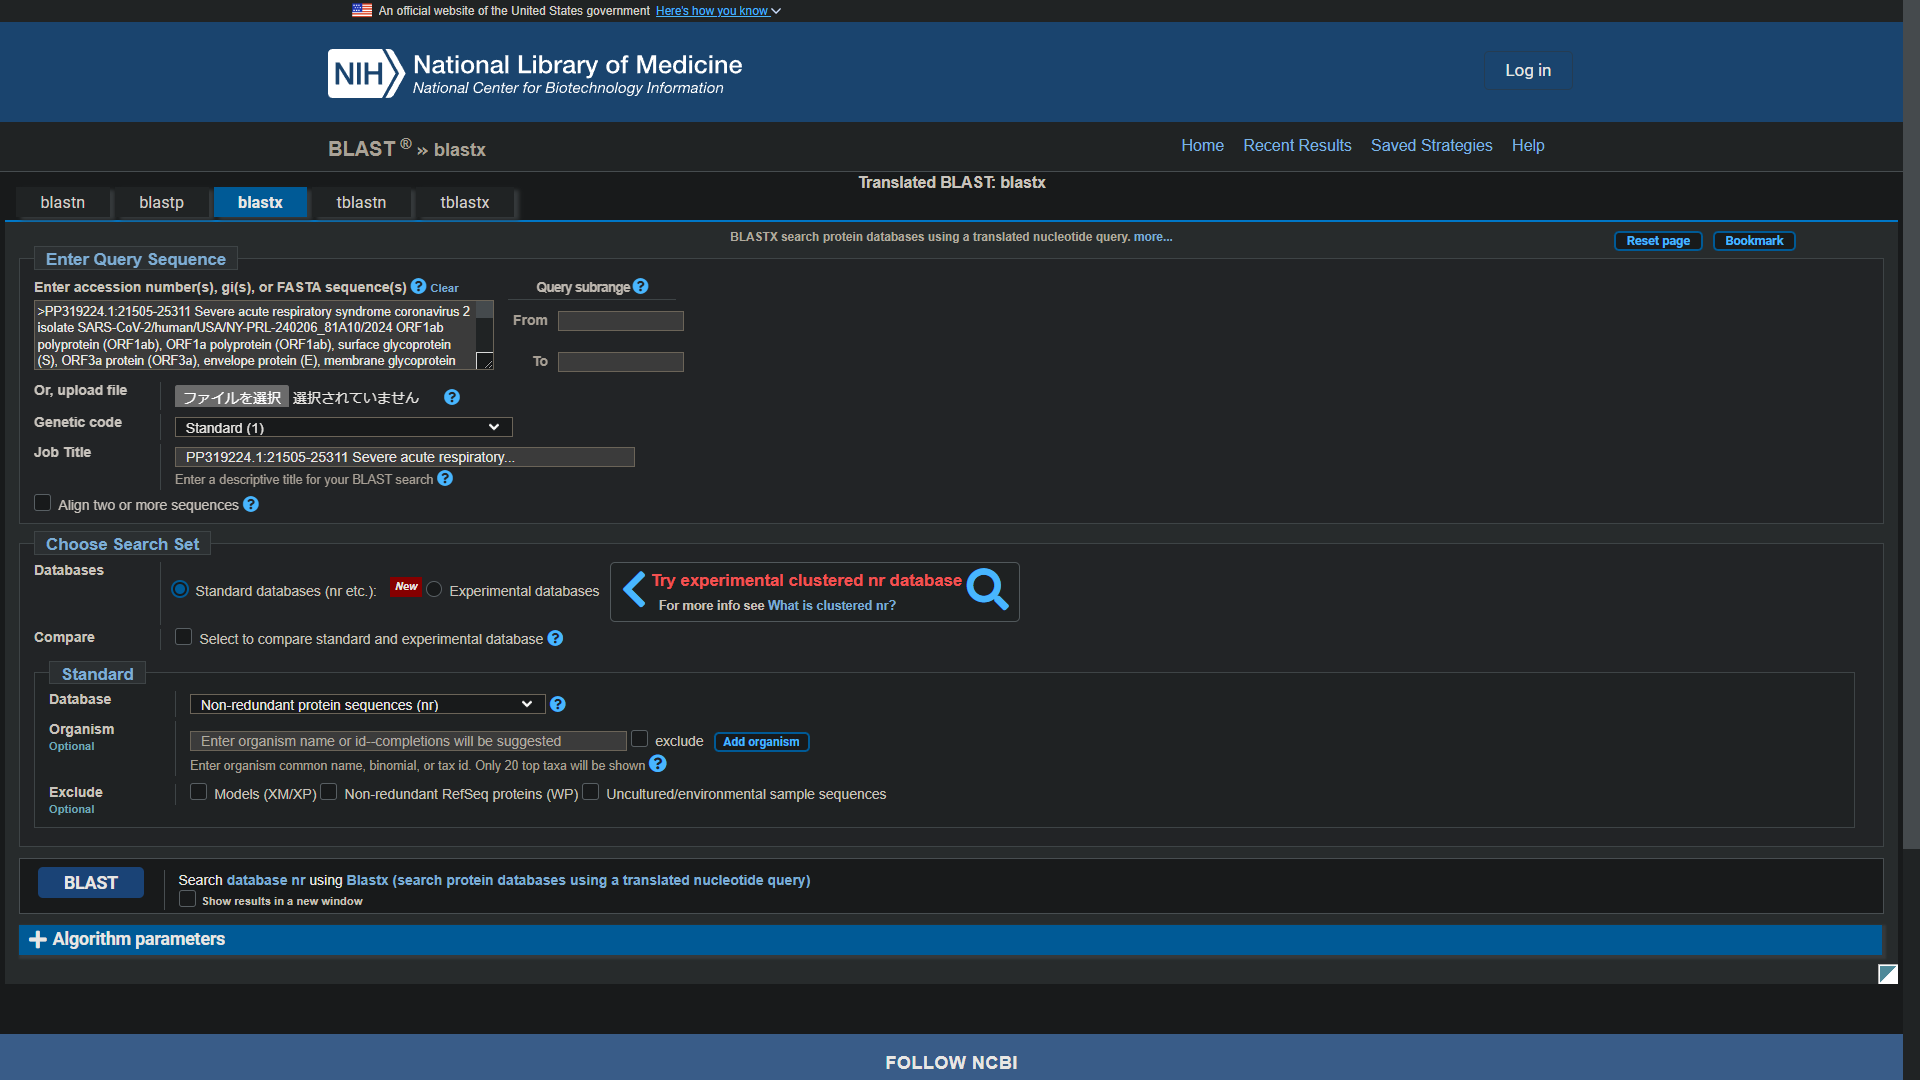 An official website of the United States government Here's how you know
NIH National Library of Medicine
National Center for Biotechnology Information
Log in
BLAST ® » blastx
Home Recent Results Saved Strategies Help
Translated BLAST: blastx
blastn blastp blastx tblastn tblastx
BLASTX search protein databases using a translated nucleotide query. more...
Reset page Bookmark
Enter Query Sequence
Enter accession number(s), gi(s), or FASTA sequence(s) ? Clear
Query subrange ?
>PP319224.1:21505-25311 Severe acute respiratory syndrome coronavirus 2
isolate SARS-CoV-2/human/USA/NY-PRL-240206_81A10/2024 ORF1ab
polyprotein (ORF1ab), ORF1a polyprotein (ORF1ab), surface glycoprotein
(S), ORF3a protein (ORF3a), envelope protein (E), membrane glycoprotein
From
To
Or, upload file ファイルを選択 選択されていません ?
Genetic code Standard (1)
Job Title PP319224.1:21505-25311 Severe acute respiratory...
Enter a descriptive title for your BLAST search ?
Align two or more sequences ?
Choose Search Set
Databases Standard databases (nr etc.): New Experimental databases
Try experimental clustered nr database
For more info see What is clustered nr?
Compare Select to compare standard and experimental database ?
Standard
Database Non-redundant protein sequences (nr) ?
Organism
Optional
Enter organism name or id--completions will be suggested exclude Add organism
Enter organism common name, binomial, or tax id. Only 20 top taxa will be shown ?
Exclude
Optional
Models (XM/XP) Non-redundant RefSeq proteins (WP) Uncultured/environmental sample sequences
BLAST
Search database nr using Blastx (search protein databases using a translated nucleotide query)
Show results in a new window
Algorithm parameters
FOLLOW NCBI